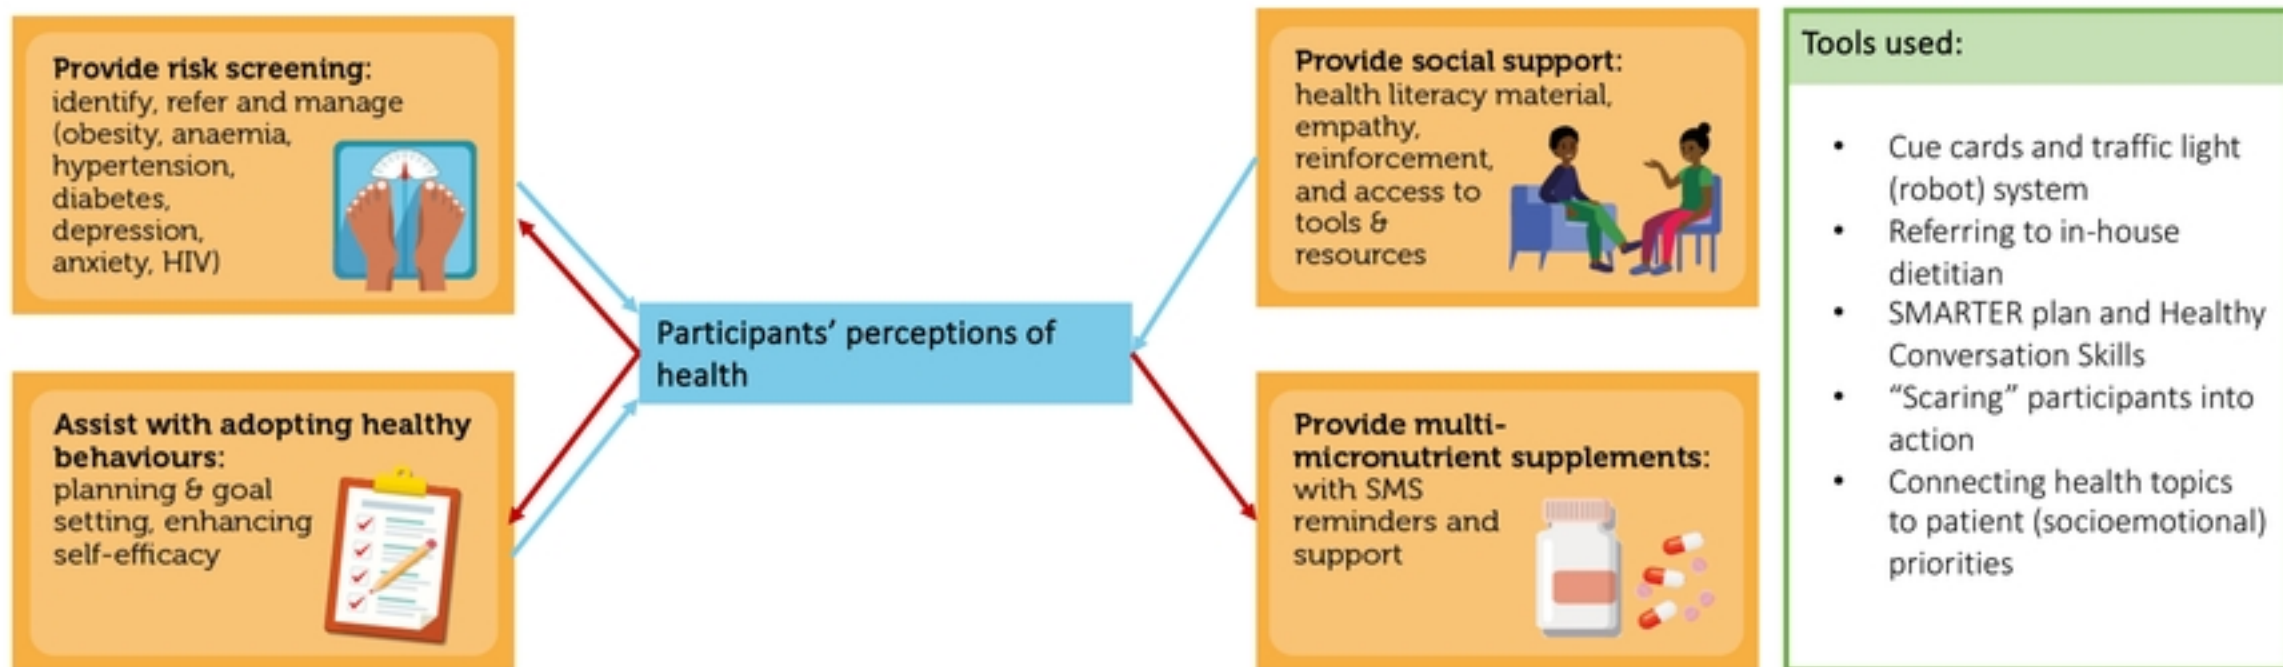 Provide risk screening:
identify, refer and manage
(obesity, anaemia,
hypertension,
diabetes,
depression,
anxiety, HIV)
Assist with adopting healthy
behaviours:
planning & goal
setting, enhancing
self-efficacy
Participants’ perceptions of
health
Provide social support:
health literacy material,
empathy,
reinforcement,
and access to
tools &
resources
Provide multi-
micronutrient supplements:
with SMS
reminders and
support
Tools used:
• Cue cards and traffic light
(robot) system
• Referring to in-house
dietitian
• SMARTER plan and Healthy
Conversation Skills
• “Scaring” participants into
action
• Connecting health topics
to patient (socioemotional)
priorities